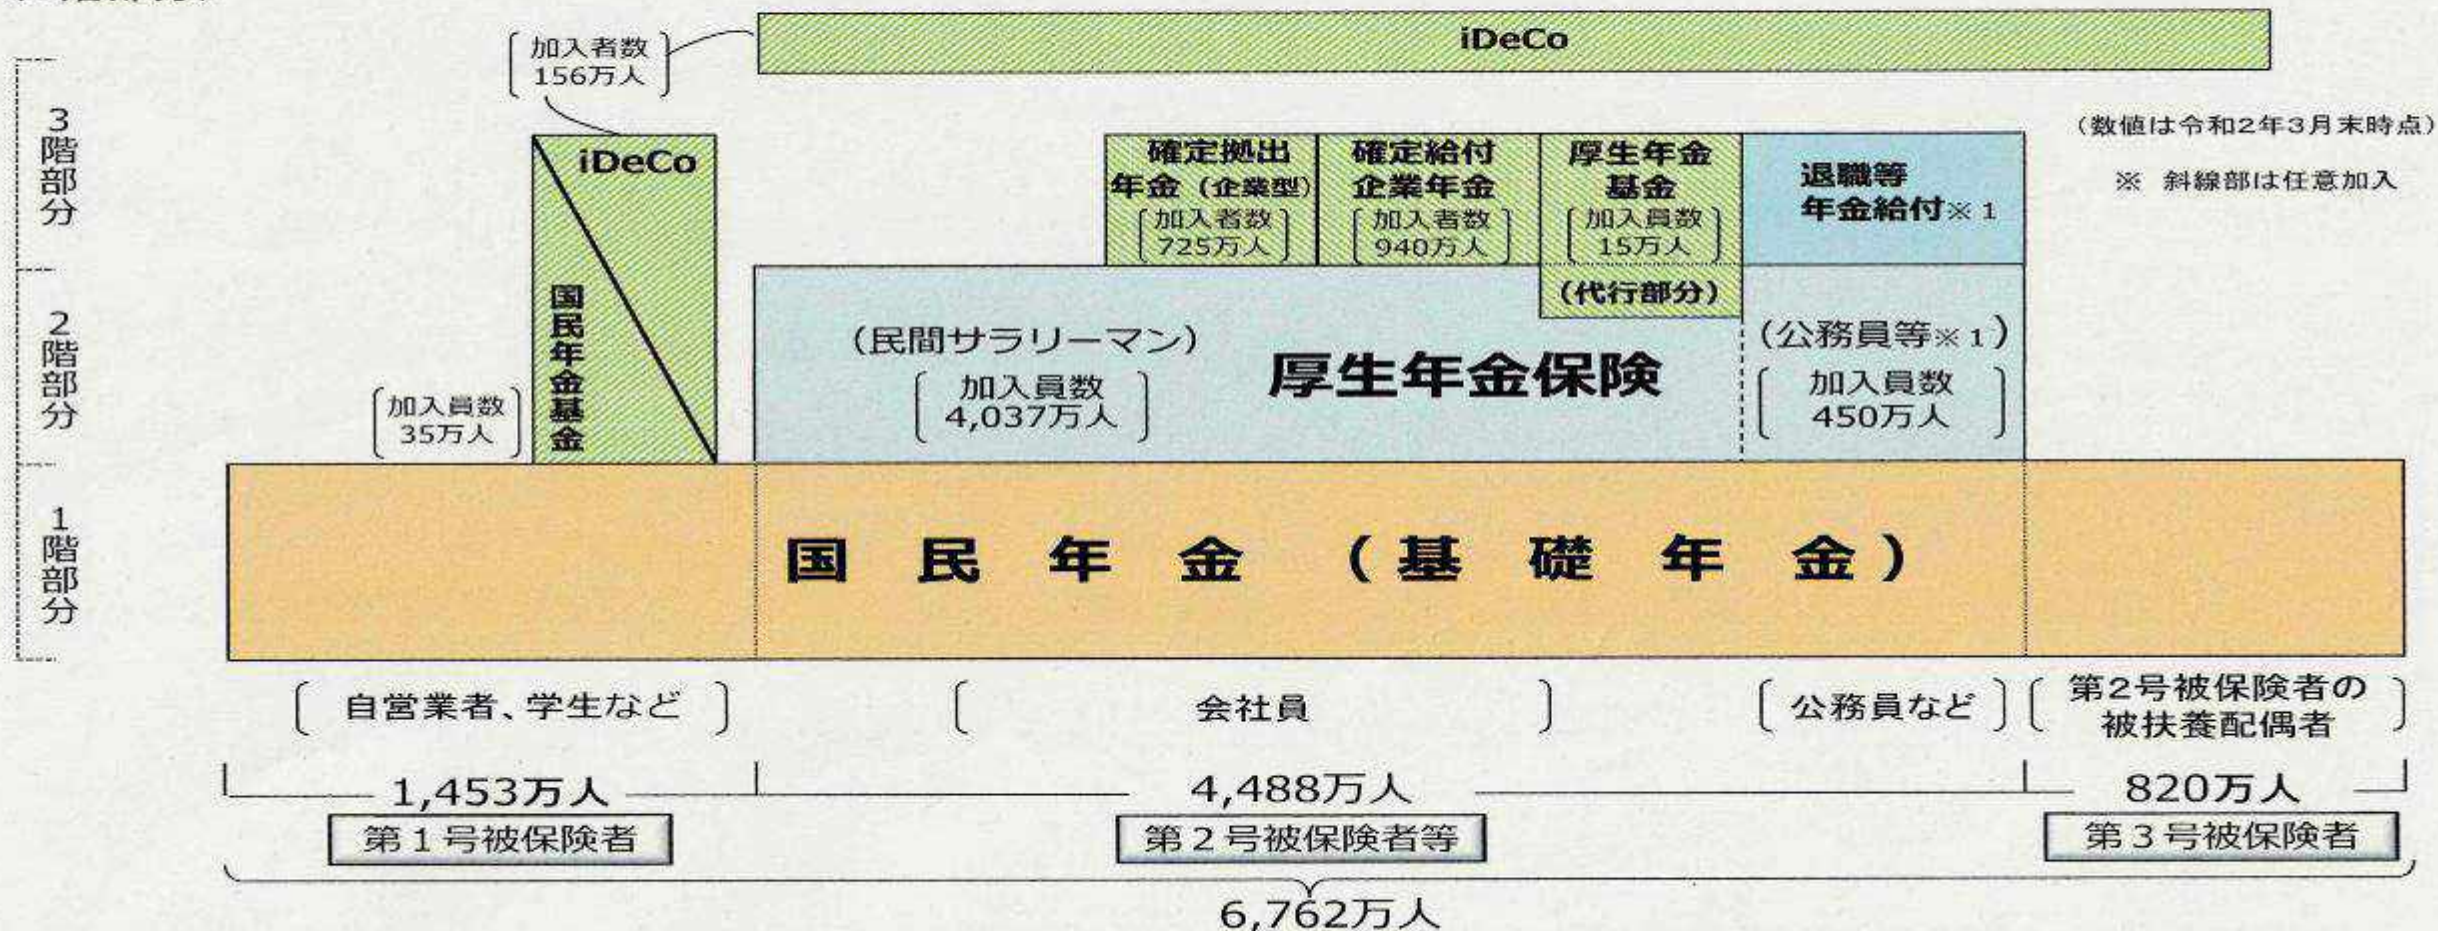 iDeCo
加入者数
156万人
3階部分
2階部分
1階部分
(数値は令和2年3月末時点)
※ 斜線部は任意加入
iDeCo
国民年金基金
加入員数
35万人
確定拠出
年金(企業型)
加入者数
725万人
確定給付
企業年金
加入者数
940万人
厚生年金
基金
加入員数
15万人
(代行部分)
退職等
年金給付※1
(民間サラリーマン)
加入員数
4,037万人
厚生年金保険
(公務員等※1)
加入員数
450万人
国民年金(基礎年金)
自営業者、学生など
会社員
公務員など
第2号被保険者の
被扶養配偶者
1,453万人
4,488万人
820万人
第1号被保険者
第2号被保険者等
第3号被保険者
6,762万人